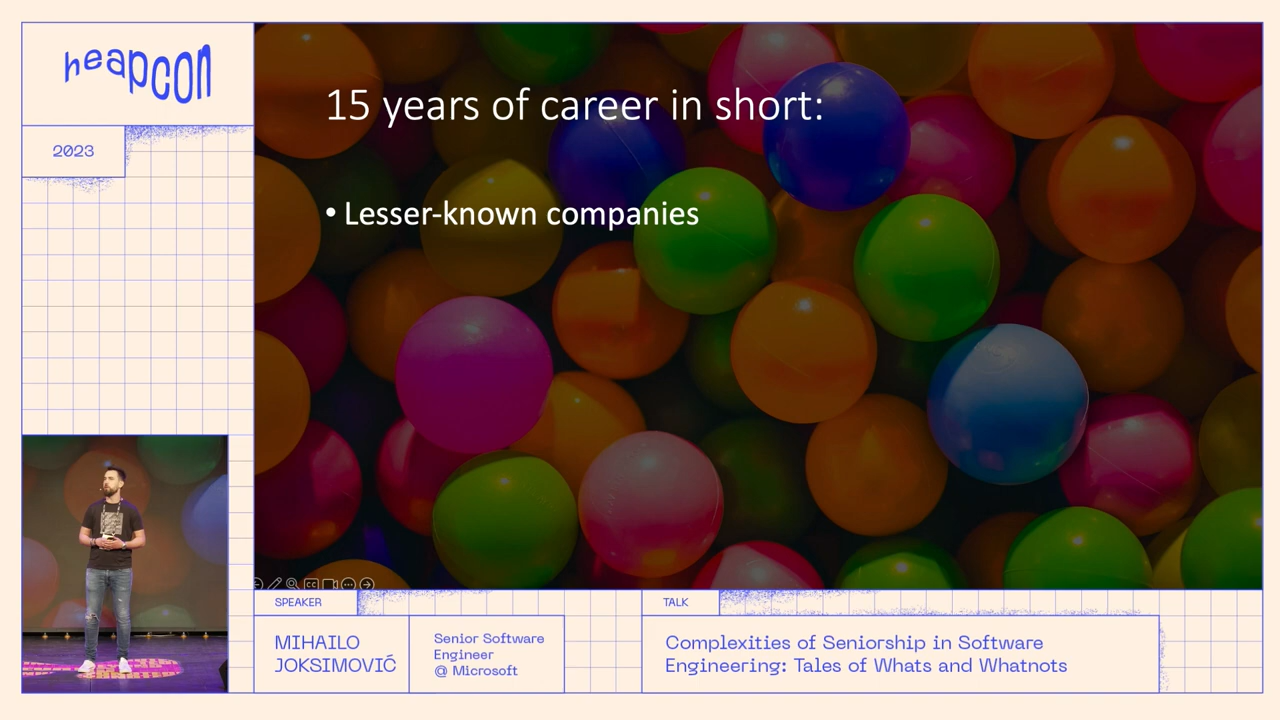 heapcon
2023
15 years of career in short:
• Lesser-known companies
SPEAKER
MIHAILO
JOKSIMOVIĆ
Senior Software
Engineer
@ Microsoft
TALK
Complexities of Seniorship in Software
Engineering: Tales of Whats and Whatnots